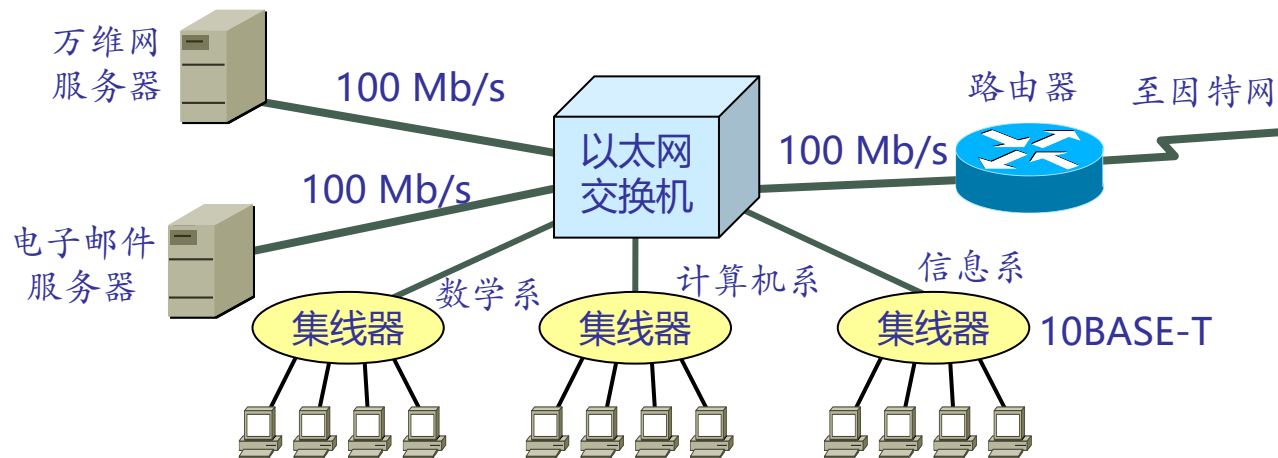 万维网
服务器
100 Mb/s
以太网
交换机
100 Mb/s
路由器
至因特网
100 Mb/s
电子邮件
服务器
数学系
计算机系
信息系
集线器
集线器
集线器
10BASE-T